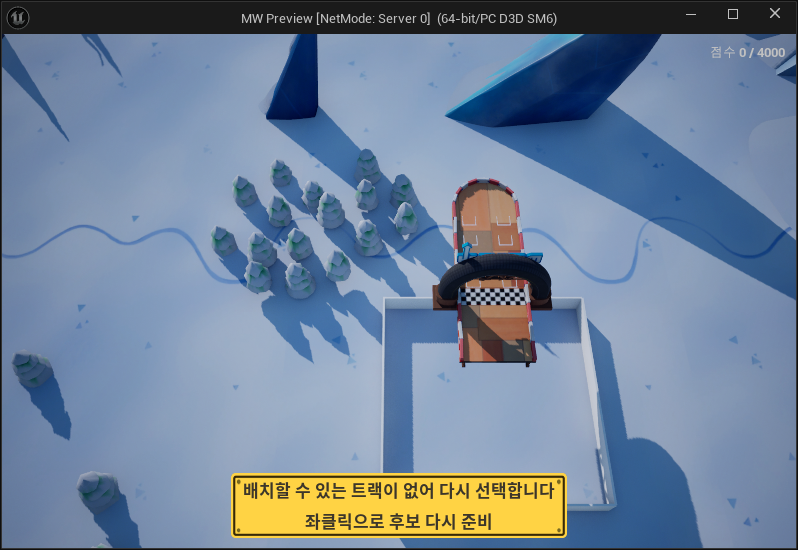 MW Preview [NetMode: Server 0] (64-bit/PC D3D SM6)
점수 0 / 4000
배치할 수 있는 트랙이 없어 다시 선택합니다
좌클릭으로 후보 다시 준비